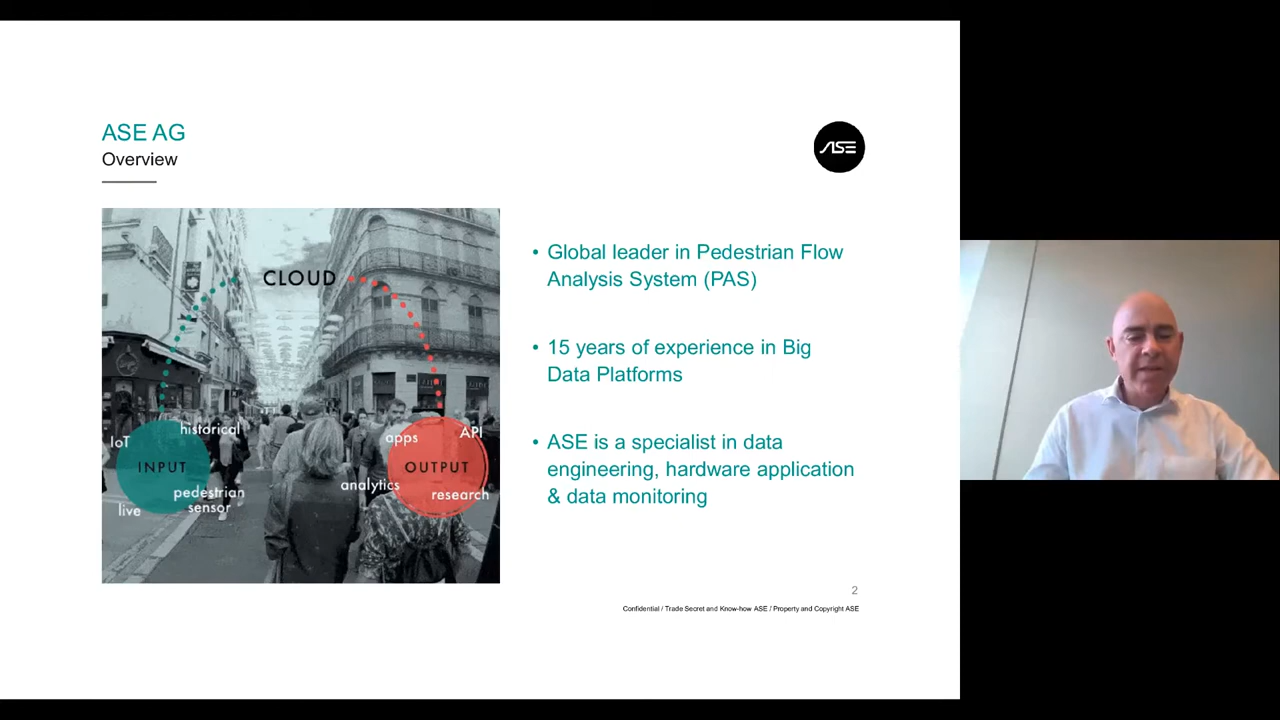 ASE AG
Overview
ASE
CLOUD
historical
IoT
INPUT
pedestrian
sensor
live
apps
API
OUTPUT
analytics
research
• Global leader in Pedestrian Flow
Analysis System (PAS)
• 15 years of experience in Big
Data Platforms
• ASE is a specialist in data
engineering, hardware application
& data monitoring
2
Confidential / Trade Secret and Know-how ASE / Property and Copyright ASE